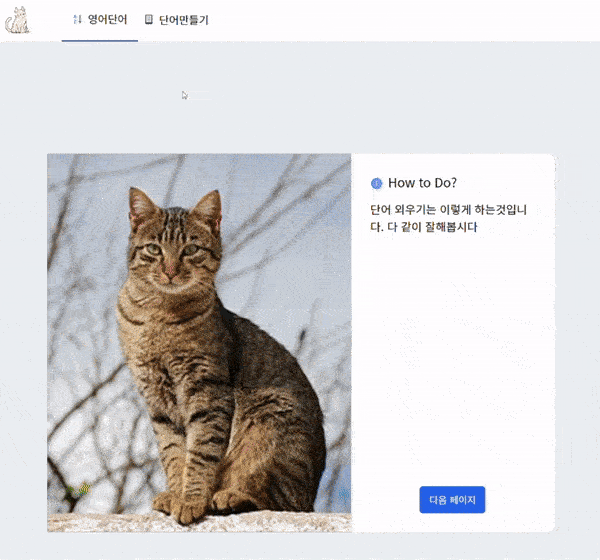 영어단어
단어만들기
How to Do?
단어 외우기는 이렇게 하는것입니
다. 다 같이 잘해봅시다
다음 페이지